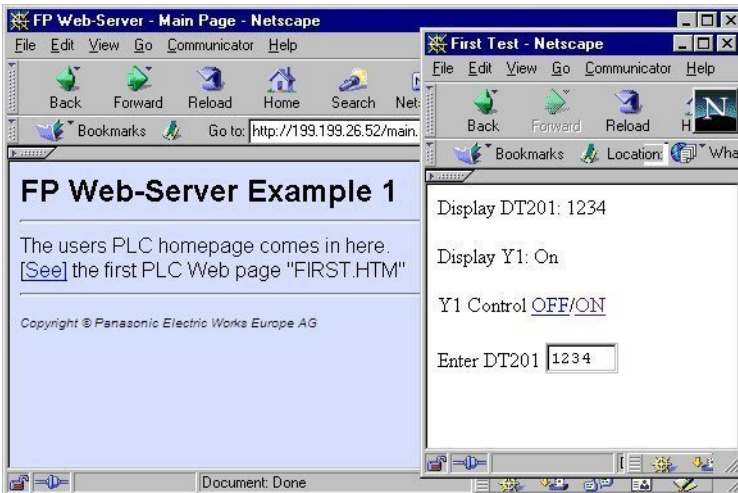 FP Web-Server - Main Page - Netscape
File Edit View Go Communicator Help
Back Forward Reload Home Search
Bookmarks Go to: http://199.199.26.52/main.
FP Web-Server Example 1
The users PLC homepage comes in here.
[See] the first PLC Web page "FIRST.HTM"
Copyright © Panasonic Electric Works Europe AG
Document: Done
First Test - Netscape
File Edit View Go Communicator Help
Back Forward Reload H N
Bookmarks Location: Wha
Display DT201: 1234
Display Y1: On
Y1 Control OFF/ON
Enter DT201 1234